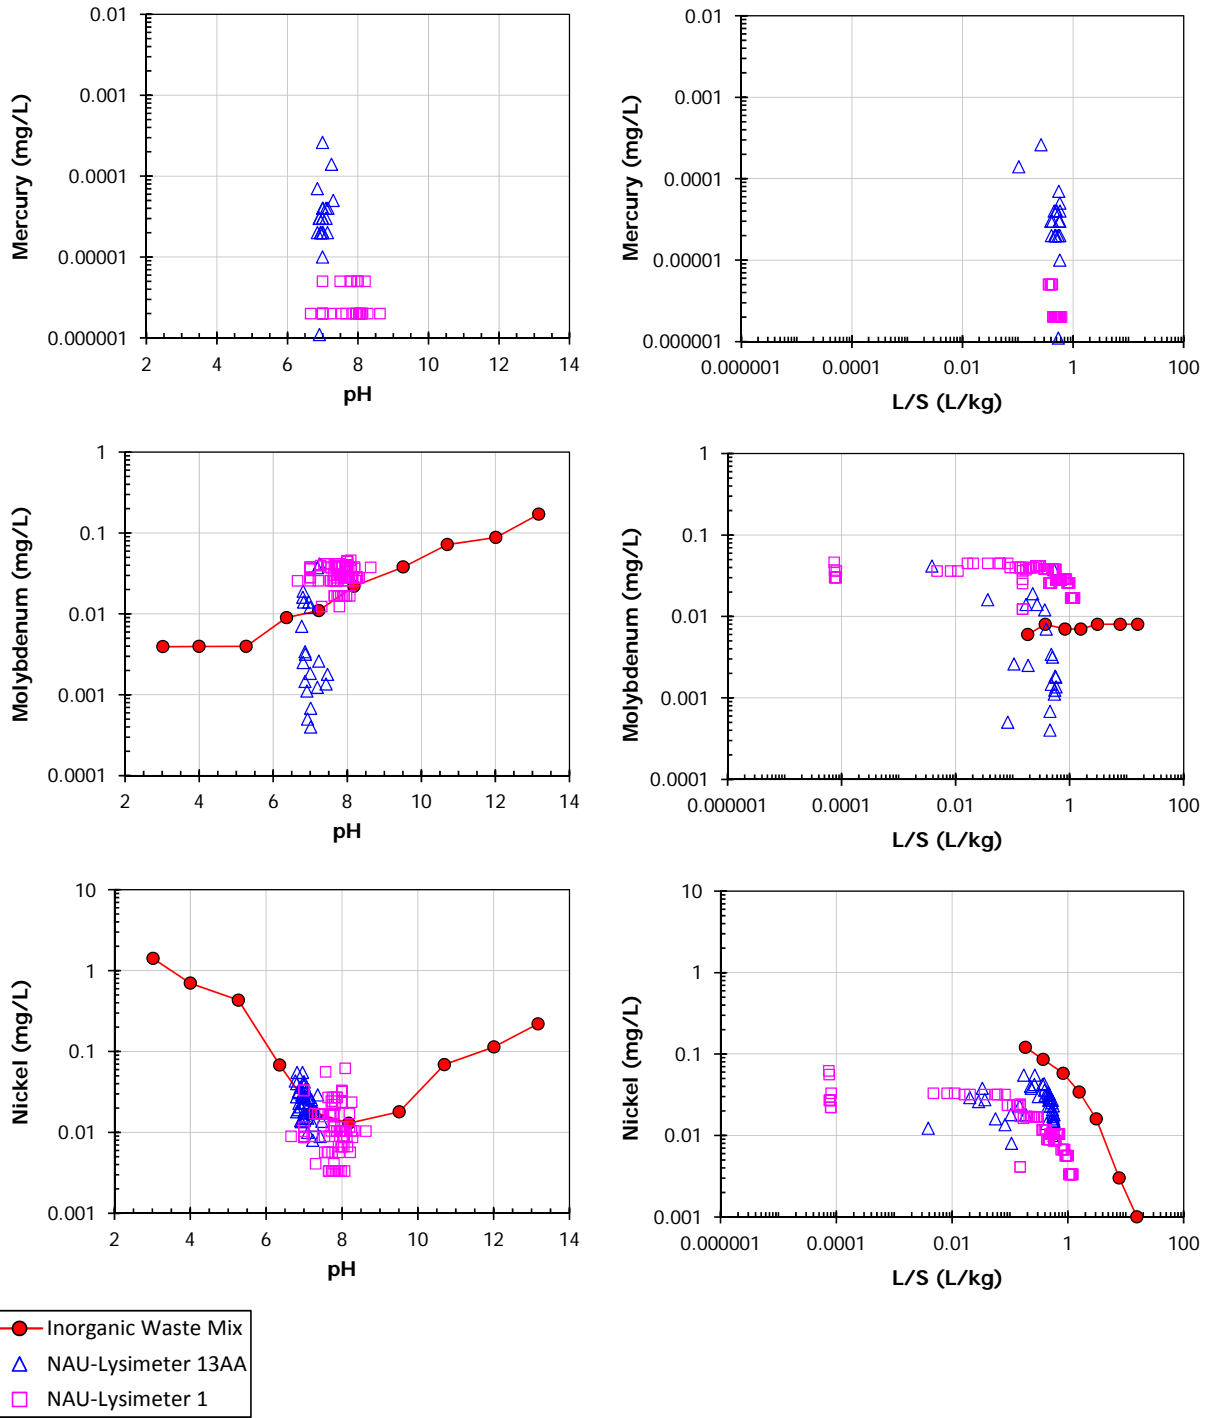 0.01
0.001
0.0001
0.00001
0.000001
Mercury (mg/L)
2 4 6 8 10 12 14
pH
0.01
0.001
0.0001
0.00001
0.000001
Mercury (mg/L)
0.000001 0.0001 0.01 1 100
L/S (L/kg)
1
0.1
0.01
0.001
0.0001
Molybdenum (mg/L)
2 4 6 8 10 12 14
pH
1
0.1
0.01
0.001
0.0001
Molybdenum (mg/L)
0.000001 0.0001 0.01 1 100
L/S (L/kg)
10
1
0.1
0.01
0.001
Nickel (mg/L)
2 4 6 8 10 12 14
pH
10
1
0.1
0.01
0.001
Nickel (mg/L)
0.000001 0.0001 0.01 1 100
L/S (L/kg)
Inorganic Waste Mix
NAU-Lysimeter 13AA
NAU-Lysimeter 1